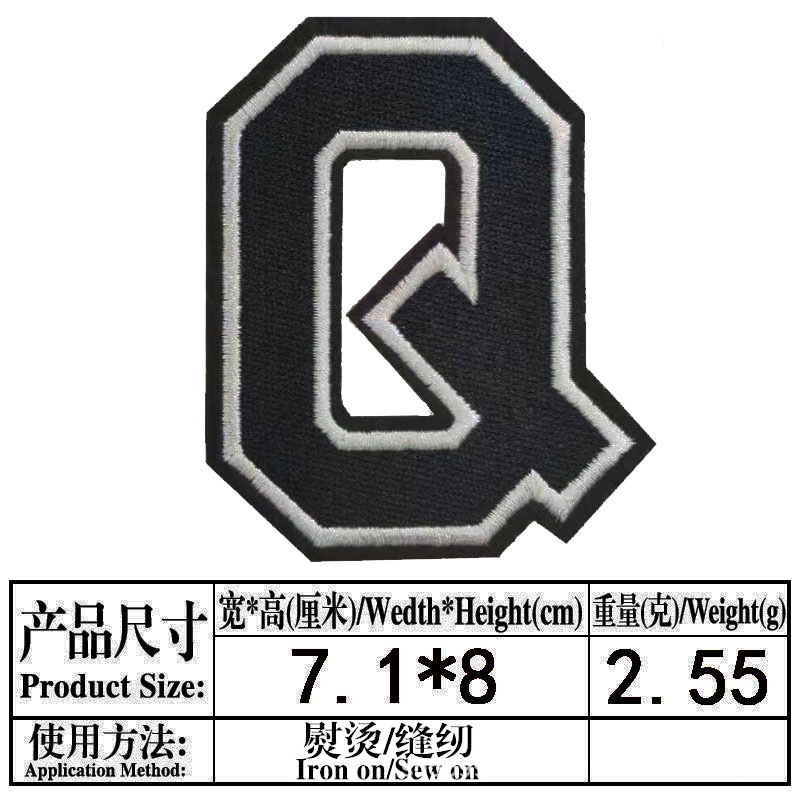 Q
产品尺寸
Product Size:
宽*高(厘米)/Wedth*Height(cm)
重量(克)/Weight(g)
7.1*8
2.55
使用方法:
Application Method:
熨烫/缝纫
Iron on/Sew on